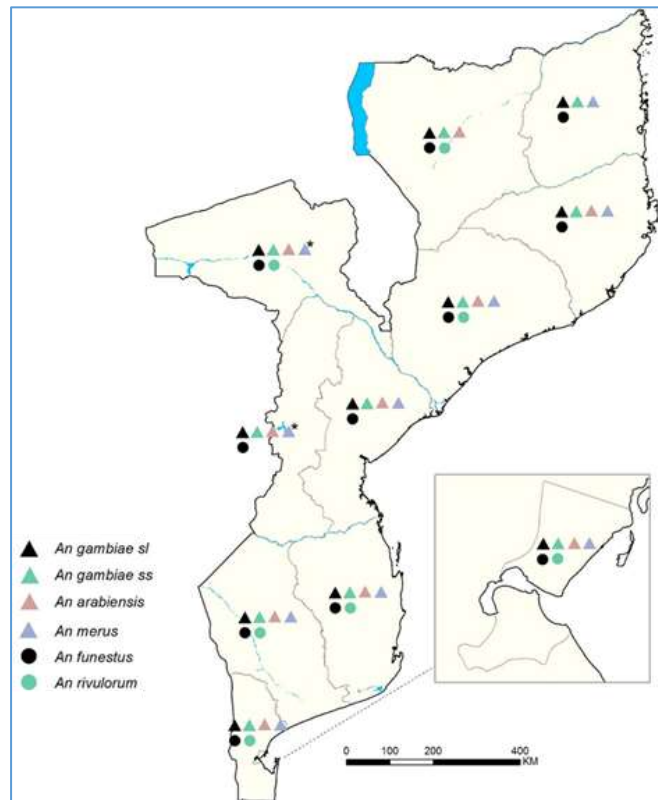 *
*
An gambiae sl
An gambiae ss
An arabiensis
An merus
An funestus
An rivulorum
0 100 200 400
KM